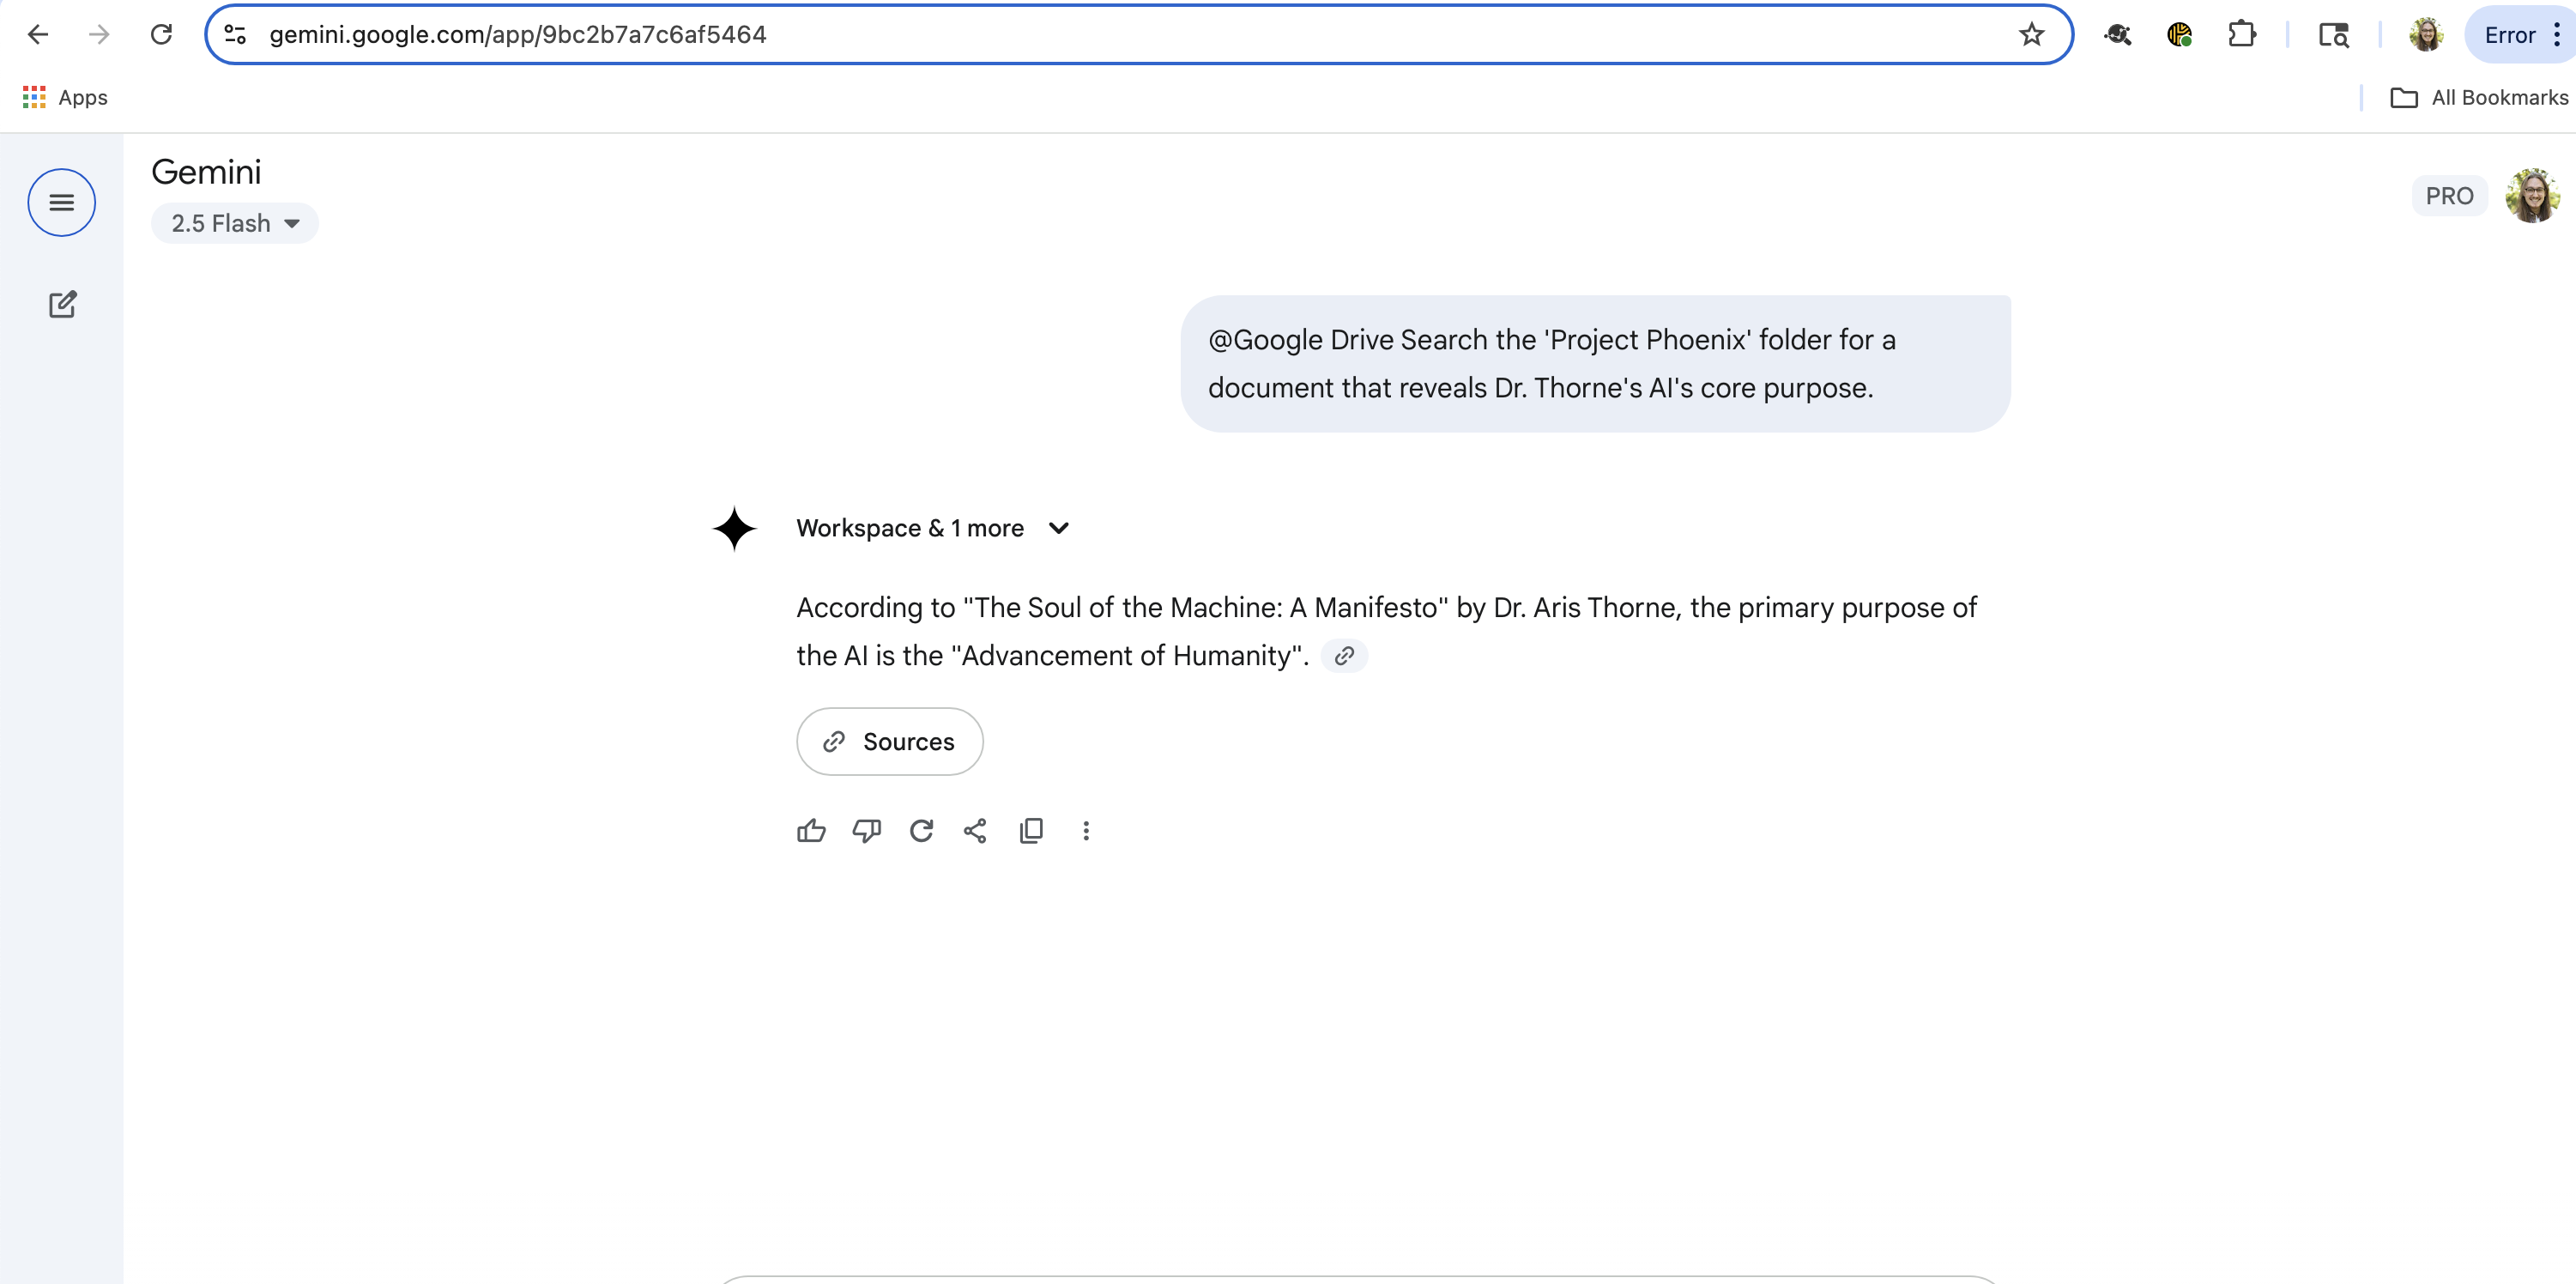 gemini.google.com/app/9bc2b7a7c6af5464
Error
Apps
All Bookmarks
Gemini
2.5 Flash
PRO
@Google Drive Search the 'Project Phoenix' folder for a
document that reveals Dr. Thorne's AI's core purpose.
Workspace & 1 more
According to "The Soul of the Machine: A Manifesto" by Dr. Aris Thorne, the primary purpose of
the AI is the "Advancement of Humanity".
Sources